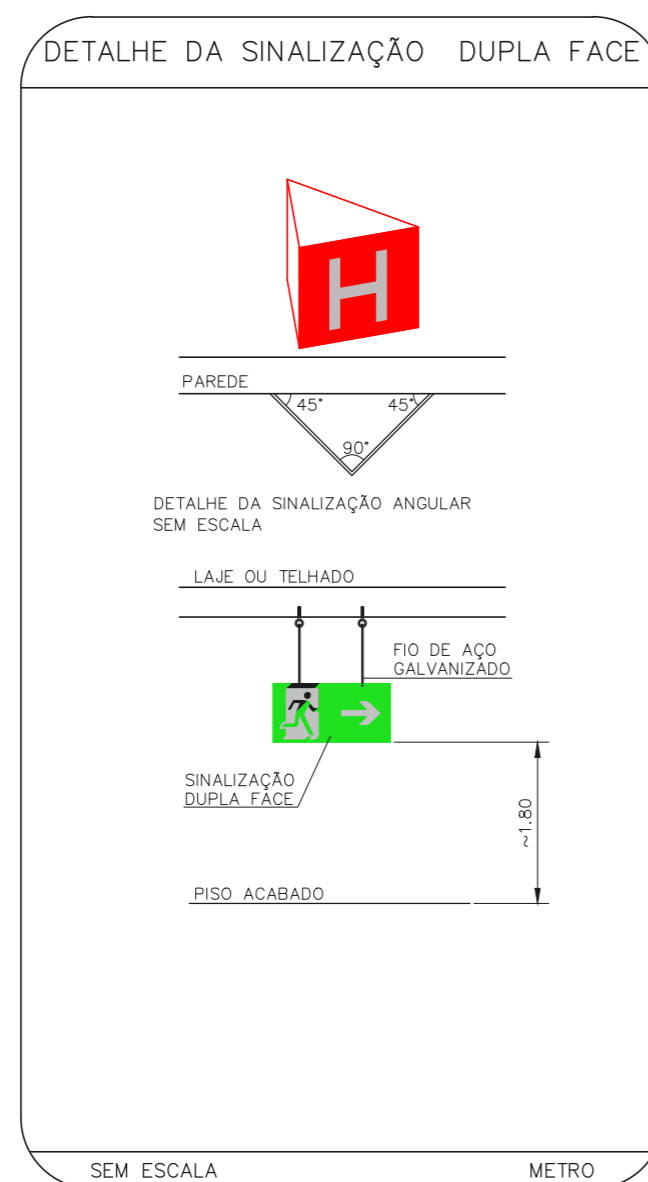 DETALHE DA SINALIZAÇÃO DUPLA FACE
H
PAREDE
45°
45°
90°
DETALHE DA SINALIZAÇÃO ANGULAR
SEM ESCALA
LAJE OU TELHADO
FIO DE AÇO
GALVANIZADO
SINALIZAÇÃO
DUPLA FACE
~1.80
PISO ACABADO
SEM ESCALA
METRO